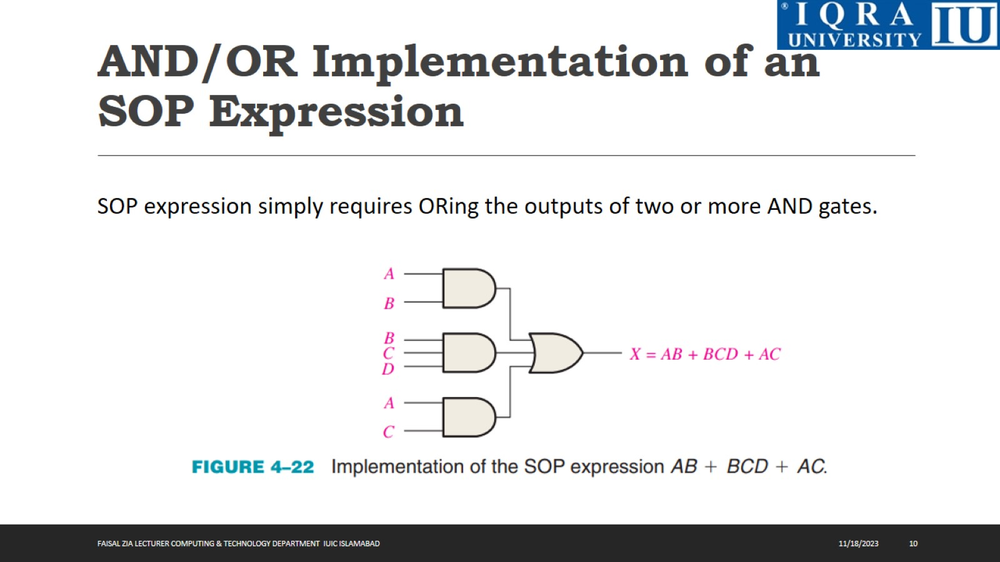 ® IQRA
UNIVERSITY IU
AND/OR Implementation of an
SOP Expression
SOP expression simply requires ORing the outputs of two or more AND gates.
A
B
B
C
D
X = AB + BCD + AC
A
C
FIGURE 4–22 Implementation of the SOP expression AB + BCD + AC.
FAISAL ZIA LECTURER COMPUTING & TECHNOLOGY DEPARTMENT IUIC ISLAMABAD 11/18/2023 10